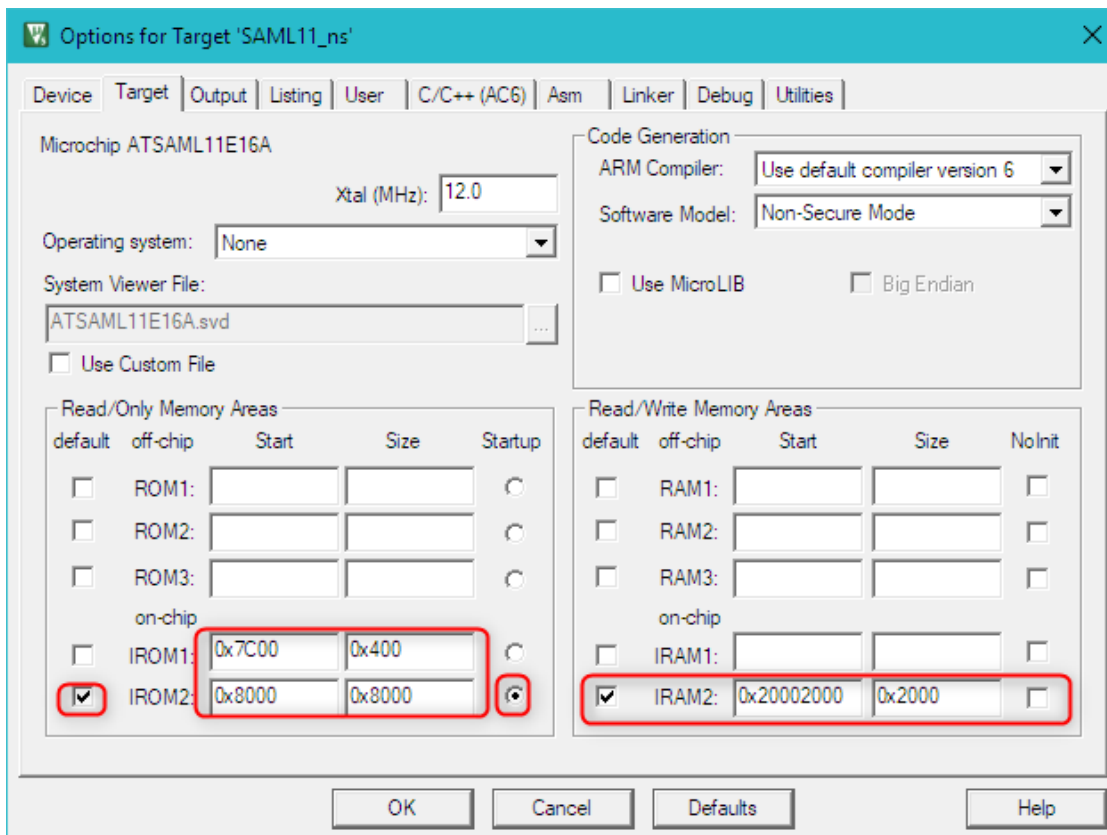 Options for Target 'SAML11_ns'
Device Target Output Listing User C/C++ (AC6) Asm Linker Debug Utilities
Microchip ATSAML11E16A
Xtal (MHz): 12.0
Operating system: None
System Viewer File:
ATSAML11E16A.svd ...
Use Custom File
Code Generation
ARM Compiler: Use default compiler version 6
Software Model: Non-Secure Mode
Use MicroLIB Big Endian
Read/Only Memory Areas
default off-chip Start Size Startup
ROM1:
ROM2:
ROM3:
on-chip
IROM1: 0x7C00 0x400
IROM2: 0x8000 0x8000
Read/Write Memory Areas
default off-chip Start Size NoInit
RAM1:
RAM2:
RAM3:
on-chip
IRAM1:
IRAM2: 0x20002000 0x2000
OK Cancel Defaults Help